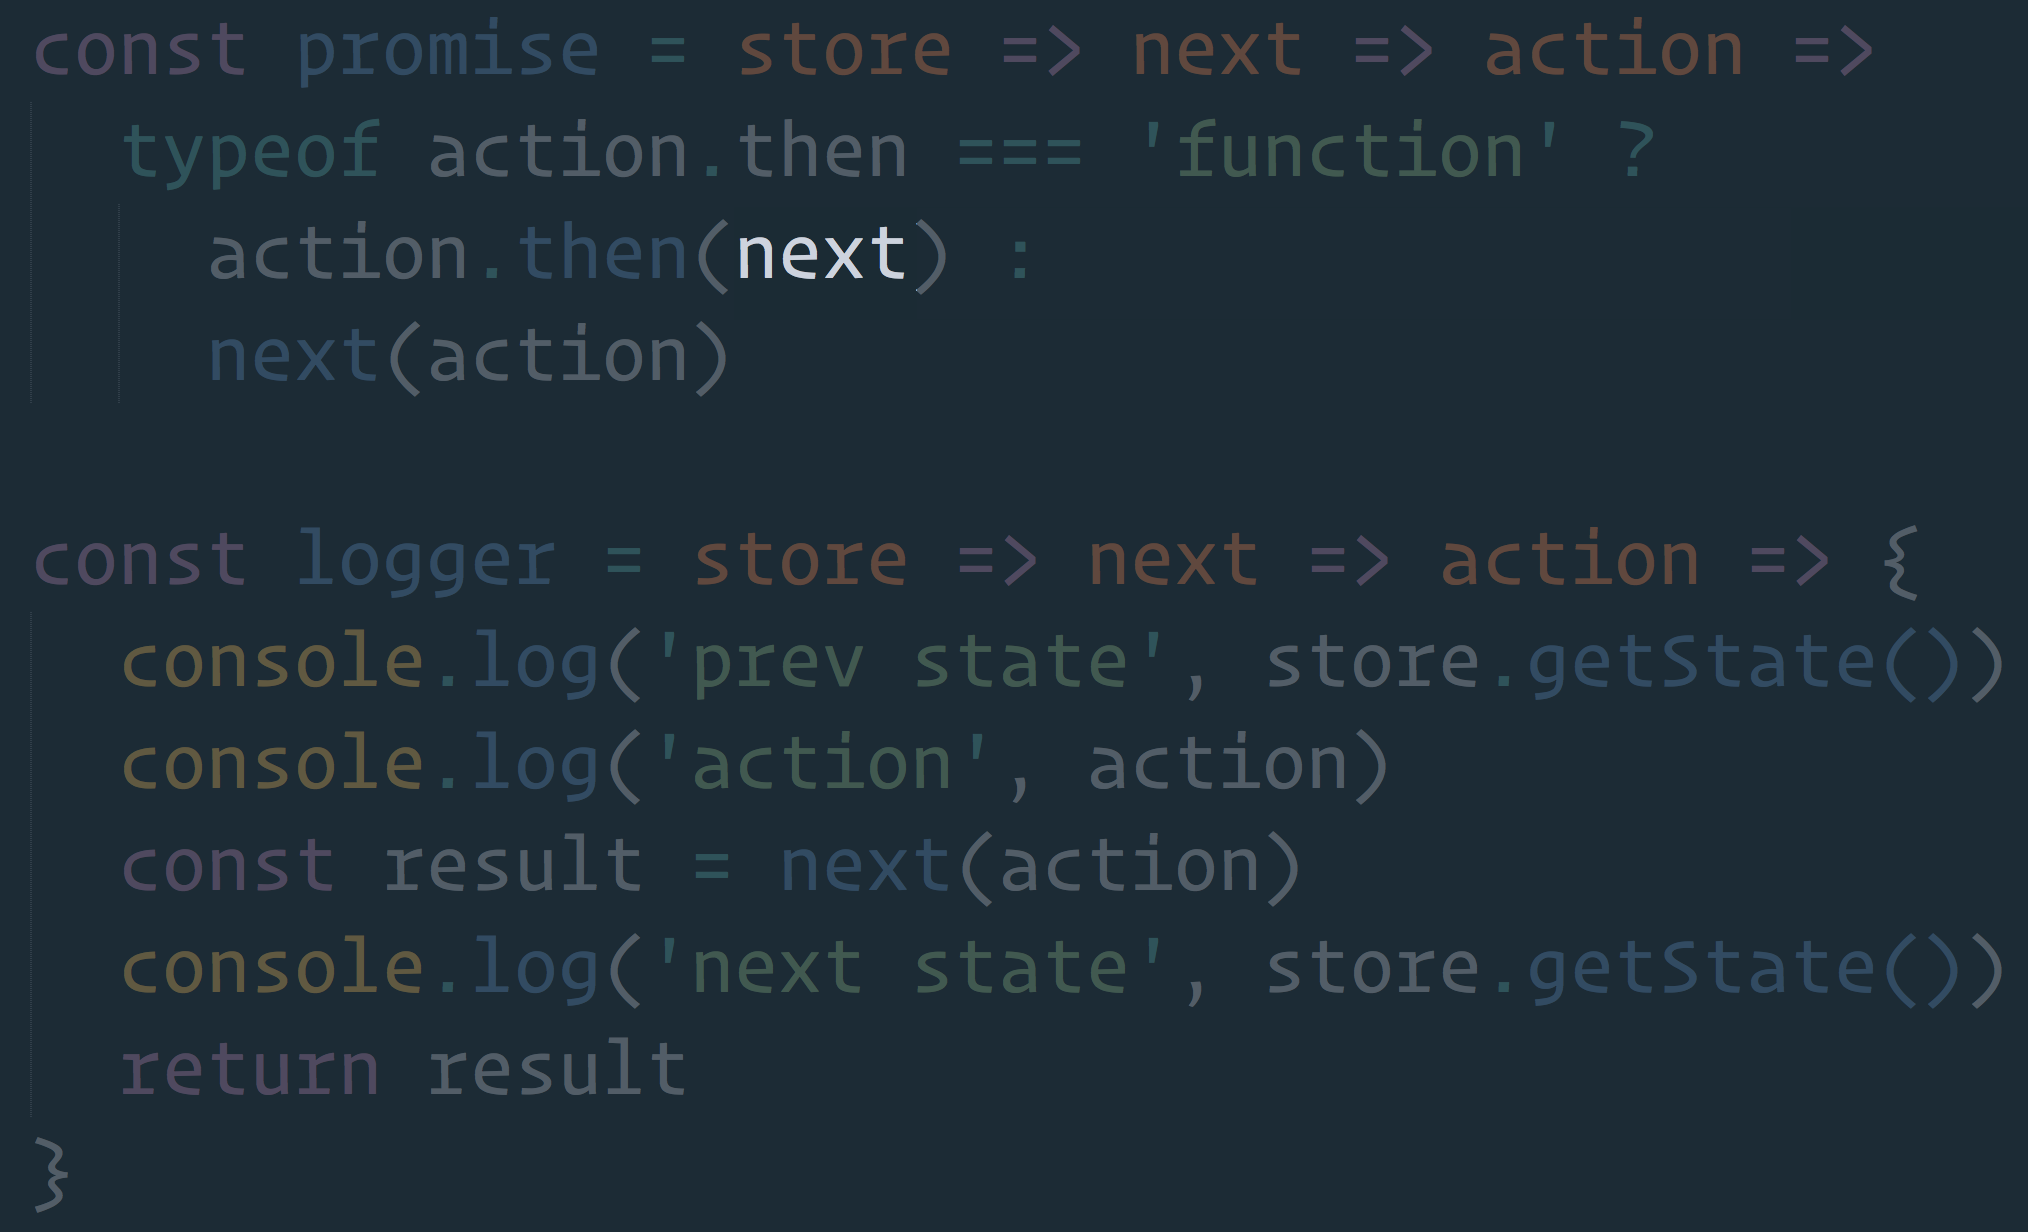 const promise = store => next => action =>
  typeof action.then === 'function' ?
    action.then(next) :
    next(action)
const logger = store => next => action => {
  console.log('prev state', store.getState())
  console.log('action', action)
  const result = next(action)
  console.log('next state', store.getState())
  return result
}